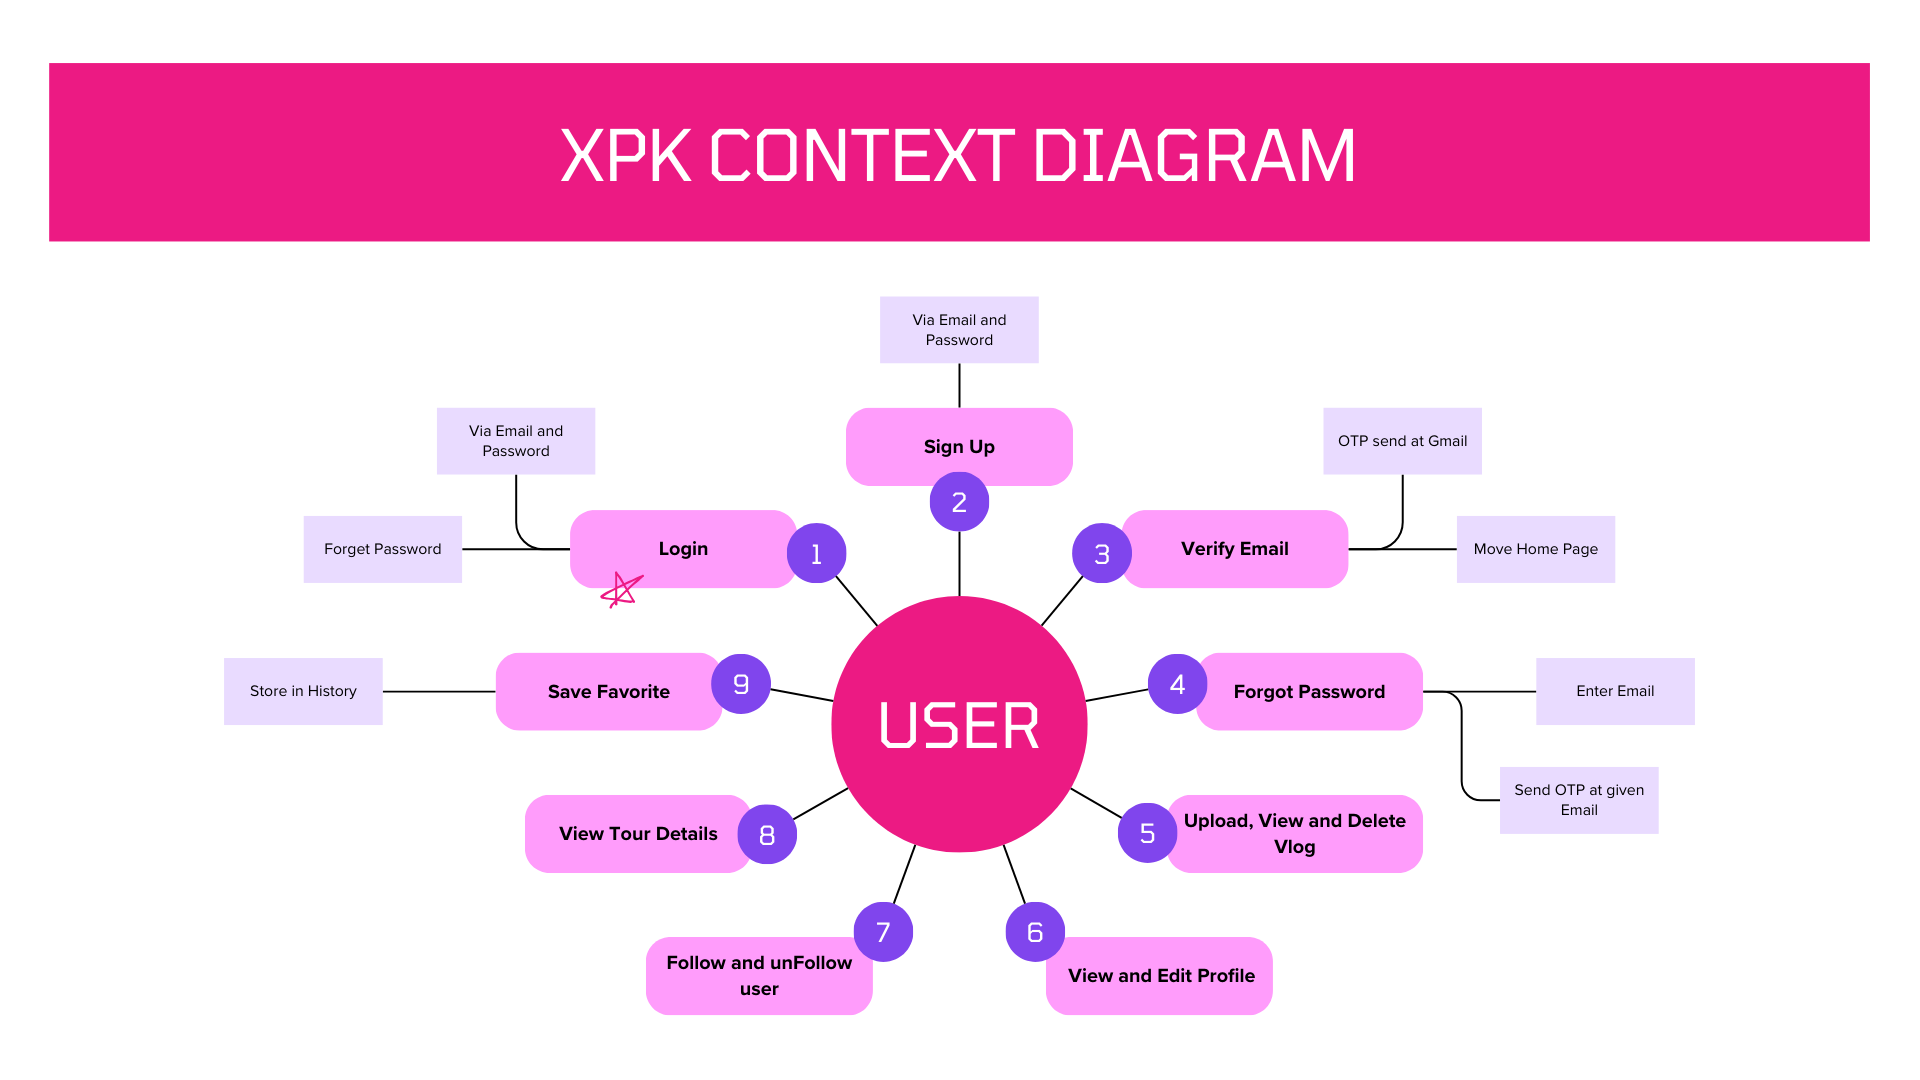 XPK CONTEXT DIAGRAM
Via Email and
Password
Sign Up
2
Via Email and
Password
Forget Password
Login
1
OTP send at Gmail
3
Verify Email
Move Home Page
Store in History
Save Favorite
9
USER
4
Forgot Password
Enter Email
Send OTP at given
Email
View Tour Details
8
5
Upload, View and Delete
Vlog
7
Follow and unFollow
user
6
View and Edit Profile